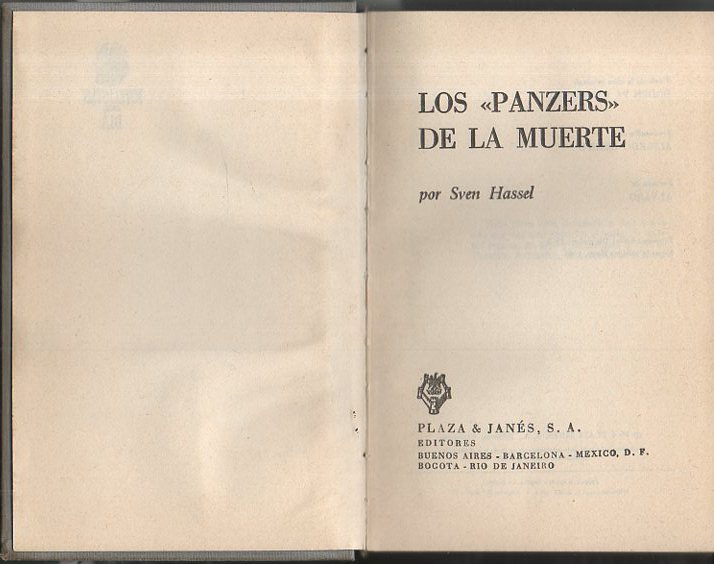 LOS «PANZERS»
DE LA MUERTE
por Sven Hassel
PLAZA & JANÉS, S. A.
EDITORES
BUENOS AIRES - BARCELONA - MEXICO, D. F.
BOGOTA - RIO DE JANEIRO